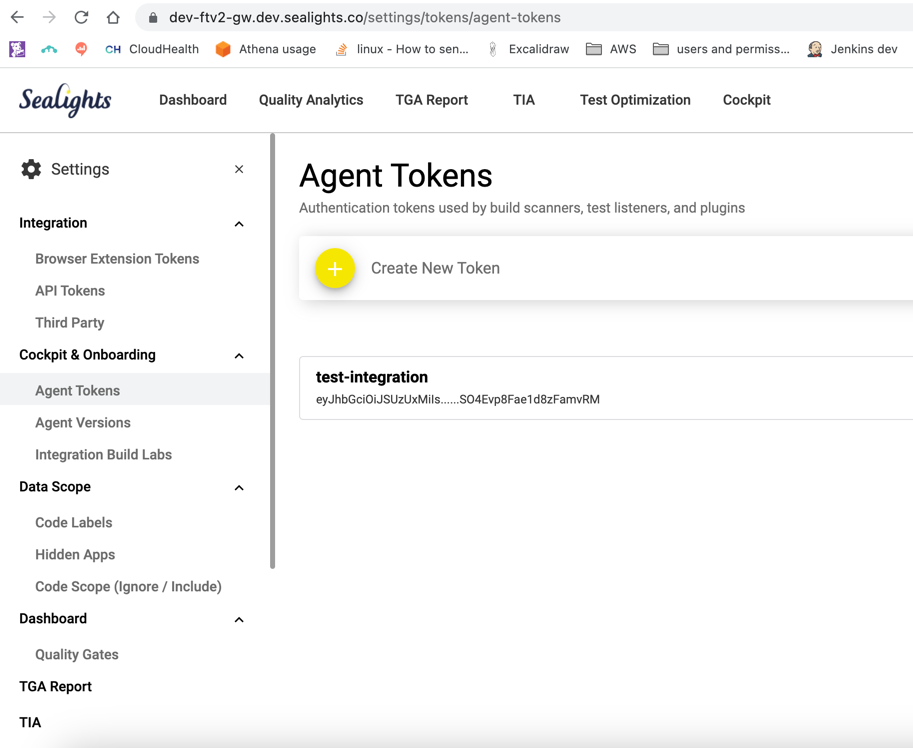 dev-ftv2-gw.dev.sealights.co/settings/tokens/agent-tokens
CH CloudHealth Athena usage linux - How to sen... Excalidraw AWS users and permiss... Jenkins dev
Sealights Dashboard Quality Analytics TGA Report TIA Test Optimization Cockpit
Settings
Integration
Browser Extension Tokens
API Tokens
Third Party
Cockpit & Onboarding
Agent Tokens
Agent Versions
Integration Build Labs
Data Scope
Code Labels
Hidden Apps
Code Scope (Ignore / Include)
Dashboard
Quality Gates
TGA Report
TIA
Agent Tokens
Authentication tokens used by build scanners, test listeners, and plugins
Create New Token
test-integration
eyJhbGciOiJSUzUxMiIs......SO4Evp8Fae1d8zFamvRM